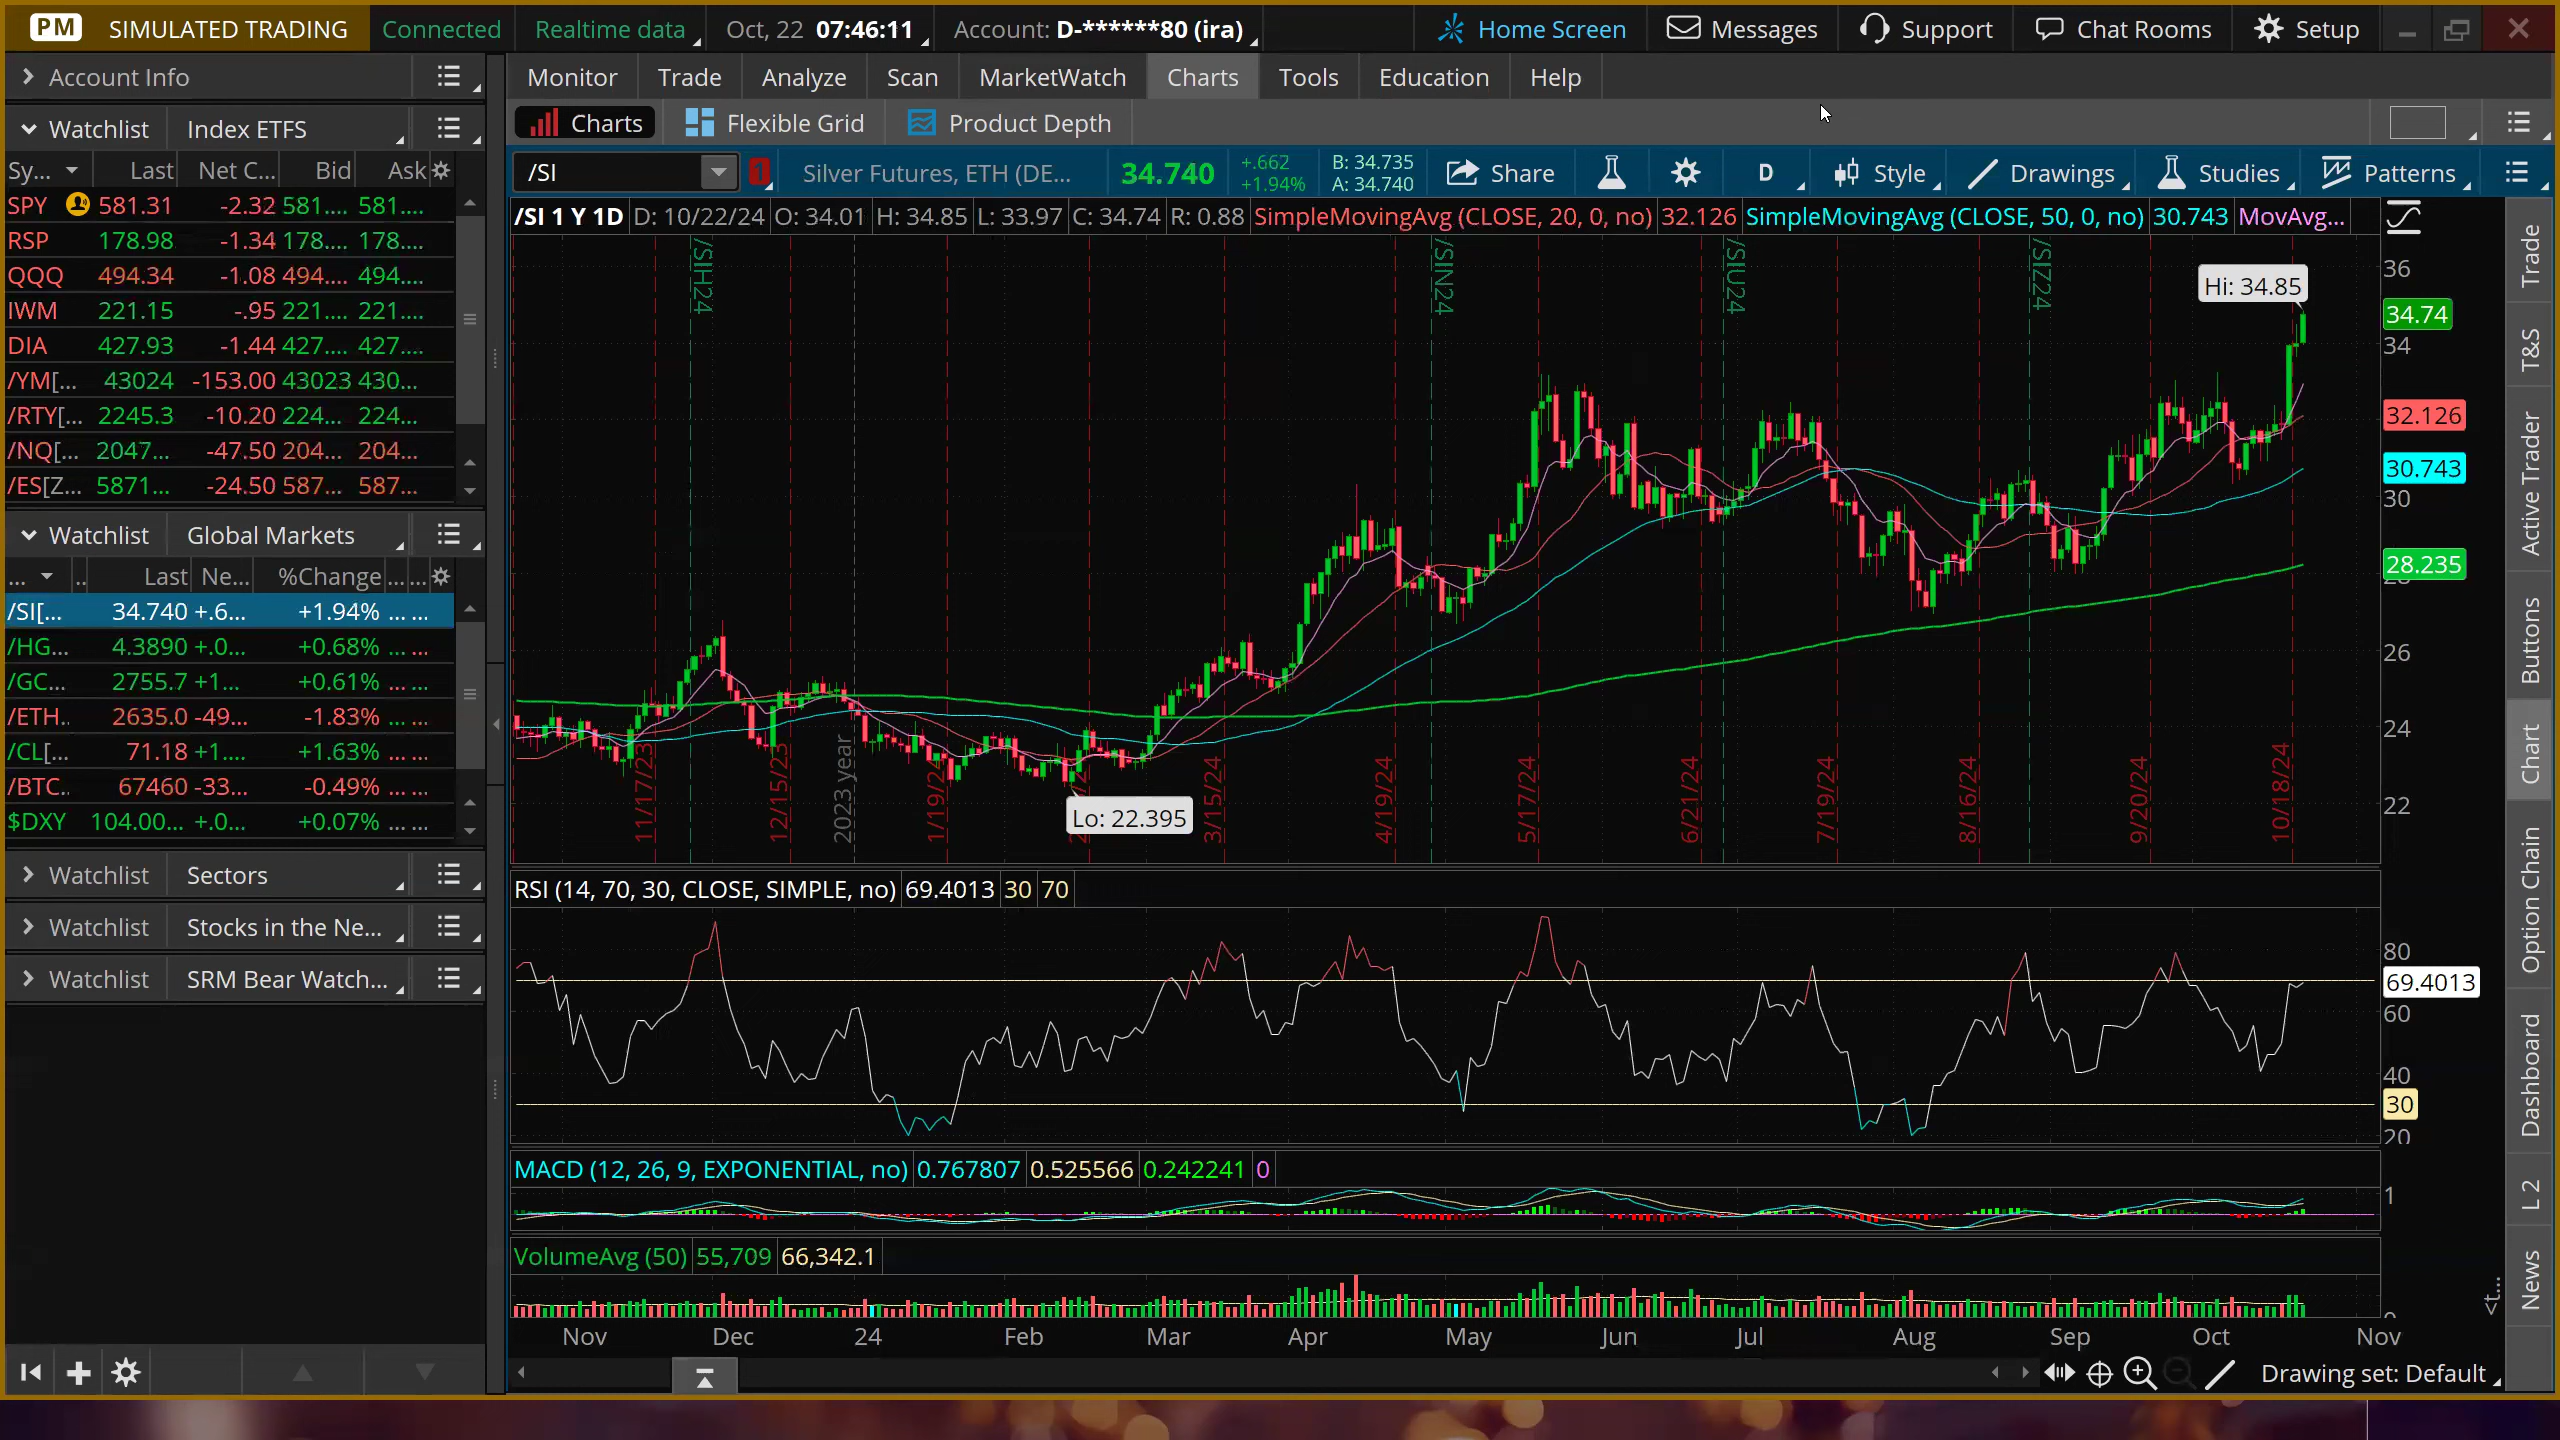 PM SIMULATED TRADING Connected Realtime data Oct, 22 07:46:11 Account: D-******80 (ira) Home Screen Messages Support Chat Rooms Setup
Account Info
Monitor Trade Analyze Scan MarketWatch Charts Tools Education Help
Watchlist Index ETFS
Charts Flexible Grid Product Depth
Sy... Last Net C... Bid Ask
SPY 581.31 -2.32 581.... 581....
RSP 178.98 -1.34 178.... 178....
QQQ 494.34 -1.08 494.... 494....
IWM 221.15 -.95 221.... 221....
DIA 427.93 -1.44 427.... 427....
/YM[... 43024 -153.00 43023 430...
/RTY[... 2245.3 -10.20 224... 224...
/NQ[... 2047... -47.50 204... 204...
/ES[Z... 5871... -24.50 587... 587...
Watchlist Global Markets
... .. Last Ne... %Change ... ...
/SI[... 34.740 +.6... +1.94% ... ...
/HG... 4.3890 +.0... +0.68% ... ...
/GC... 2755.7 +1... +0.61% ... ...
/ETH.. 2635.0 -49... -1.83% ... ...
/CL[... 71.18 +1.... +1.63% ... ...
/BTC.. 67460 -33... -0.49% ... ...
$DXY 104.00... +.0... +0.07% ... ...
Watchlist Sectors
Watchlist Stocks in the Ne...
Watchlist SRM Bear Watch...
/SI 1 Silver Futures, ETH (DE... 34.740 +.662 +1.94% B: 34.735 A: 34.740 Share D Style Drawings Studies Patterns
/SI 1 Y 1D D: 10/22/24 O: 34.01 H: 34.85 L: 33.97 C: 34.74 R: 0.88 SimpleMovingAvg (CLOSE, 20, 0, no) 32.126 SimpleMovingAvg (CLOSE, 50, 0, no) 30.743 MovAvg...
/SIH24 /SIN24 /SIU24 /SIZ24
Hi: 34.85
36
34.74
34
32.126
30.743
30
28.235
26
24
22
Lo: 22.395
11/17/23 12/15/23 2023 year 1/19/24 3/15/24 4/19/24 5/17/24 6/21/24 7/19/24 8/16/24 9/20/24 10/18/24
RSI (14, 70, 30, CLOSE, SIMPLE, no) 69.4013 30 70
80
69.4013
60
40
30
20
MACD (12, 26, 9, EXPONENTIAL, no) 0.767807 0.525566 0.242241 0
1
VolumeAvg (50) 55,709 66,342.1
0
<t...
Nov Dec 24 Feb Mar Apr May Jun Jul Aug Sep Oct Nov
Drawing set: Default
Trade
T&S
Active Trader
Buttons
Chart
Option Chain
Dashboard
L 2
News